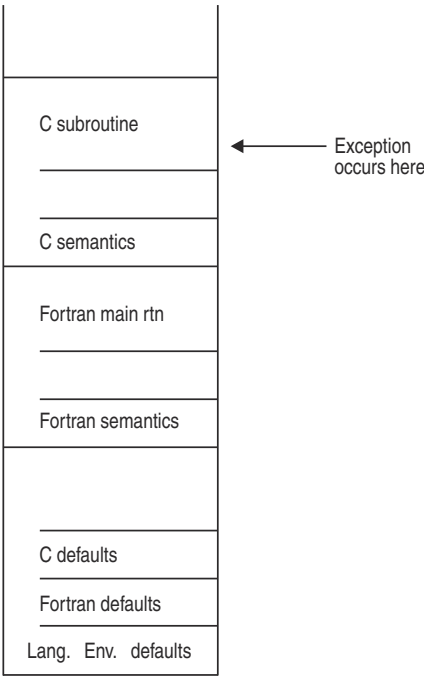 C subroutine
Exception
occurs here
C semantics
Fortran main rtn
Fortran semantics
C defaults
Fortran defaults
Lang. Env. defaults